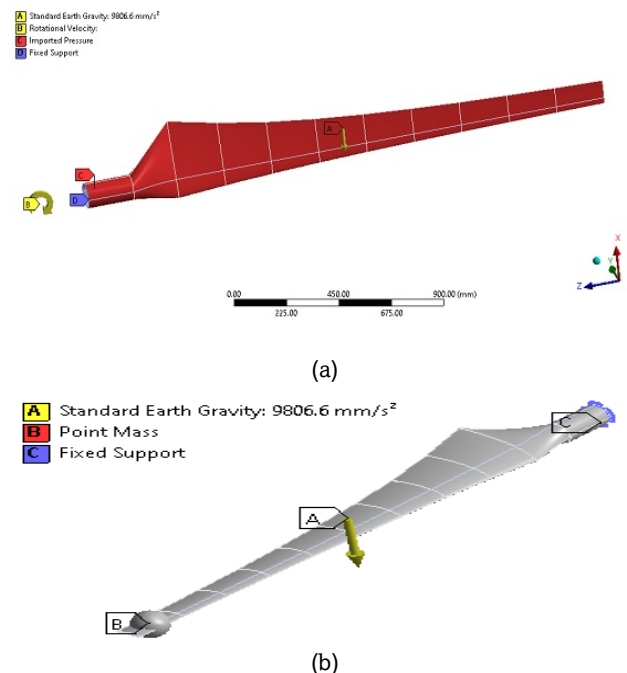 A Standard Earth Gravity: 9806.6 mm/s²
B Rotational Velocity:
C Imported Pressure
D Fixed Support
A
C
B
D
X
Y
Z
0.00 450.00 900.00 (mm)
225.00 675.00
(a)
A Standard Earth Gravity: 9806.6 mm/s²
B Point Mass
C Fixed Support
C
A
B
(b)